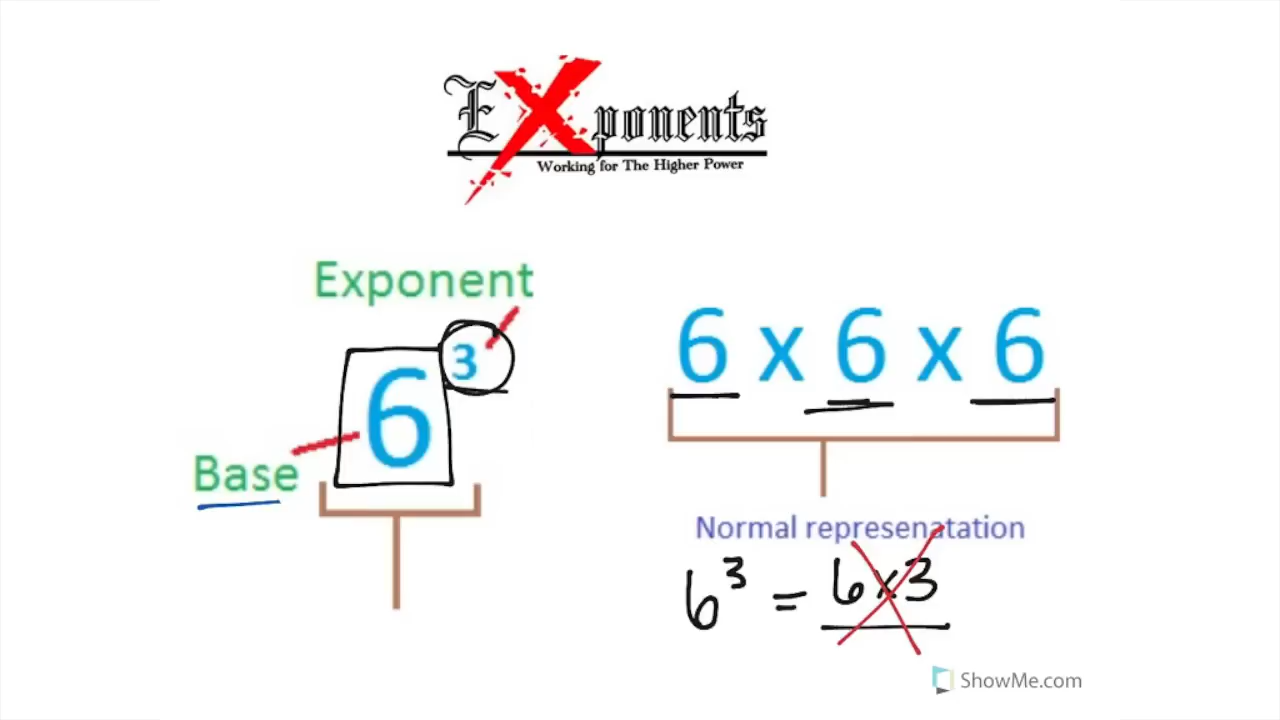 Exponents
Working for The Higher Power
Exponent
6³
Base
6 x 6 x 6
Normal represenatation
6³ = 6x3
ShowMe.com